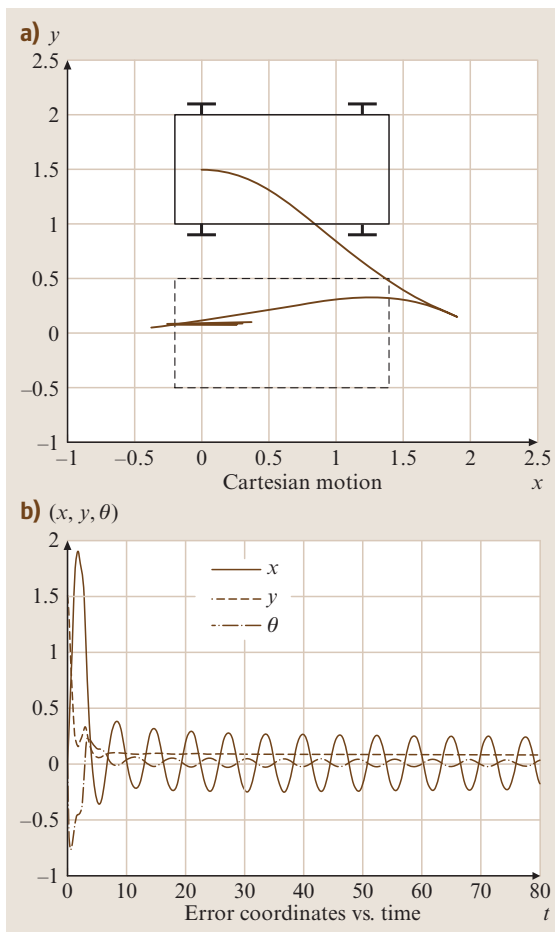 a) y
2.5
2
1.5
1
0.5
0
–0.5
–1
–1 –0.5 0 0.5 1 1.5 2 2.5
Cartesian motion x
b) (x, y, θ)
2
1.5
1
0.5
0
–0.5
–1
x
y
θ
0 10 20 30 40 50 60 70 80
Error coordinates vs. time t